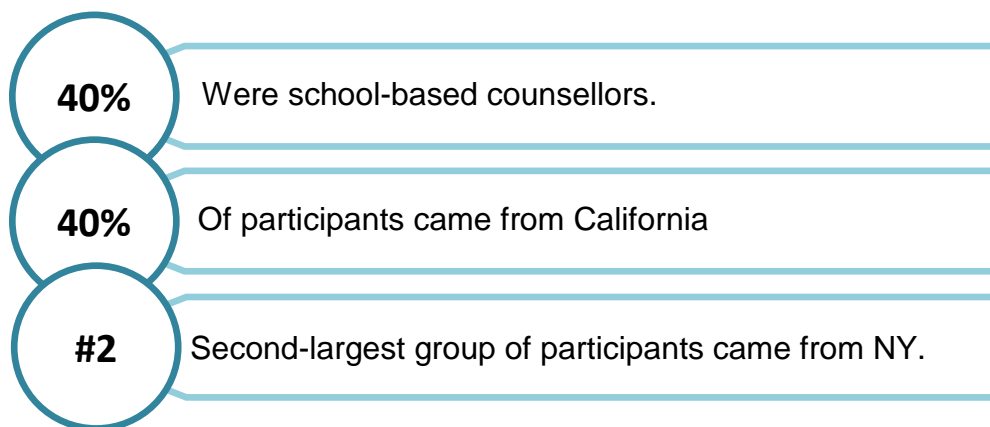 40% Were school-based counsellors.
40% Of participants came from California
#2 Second-largest group of participants came from NY.